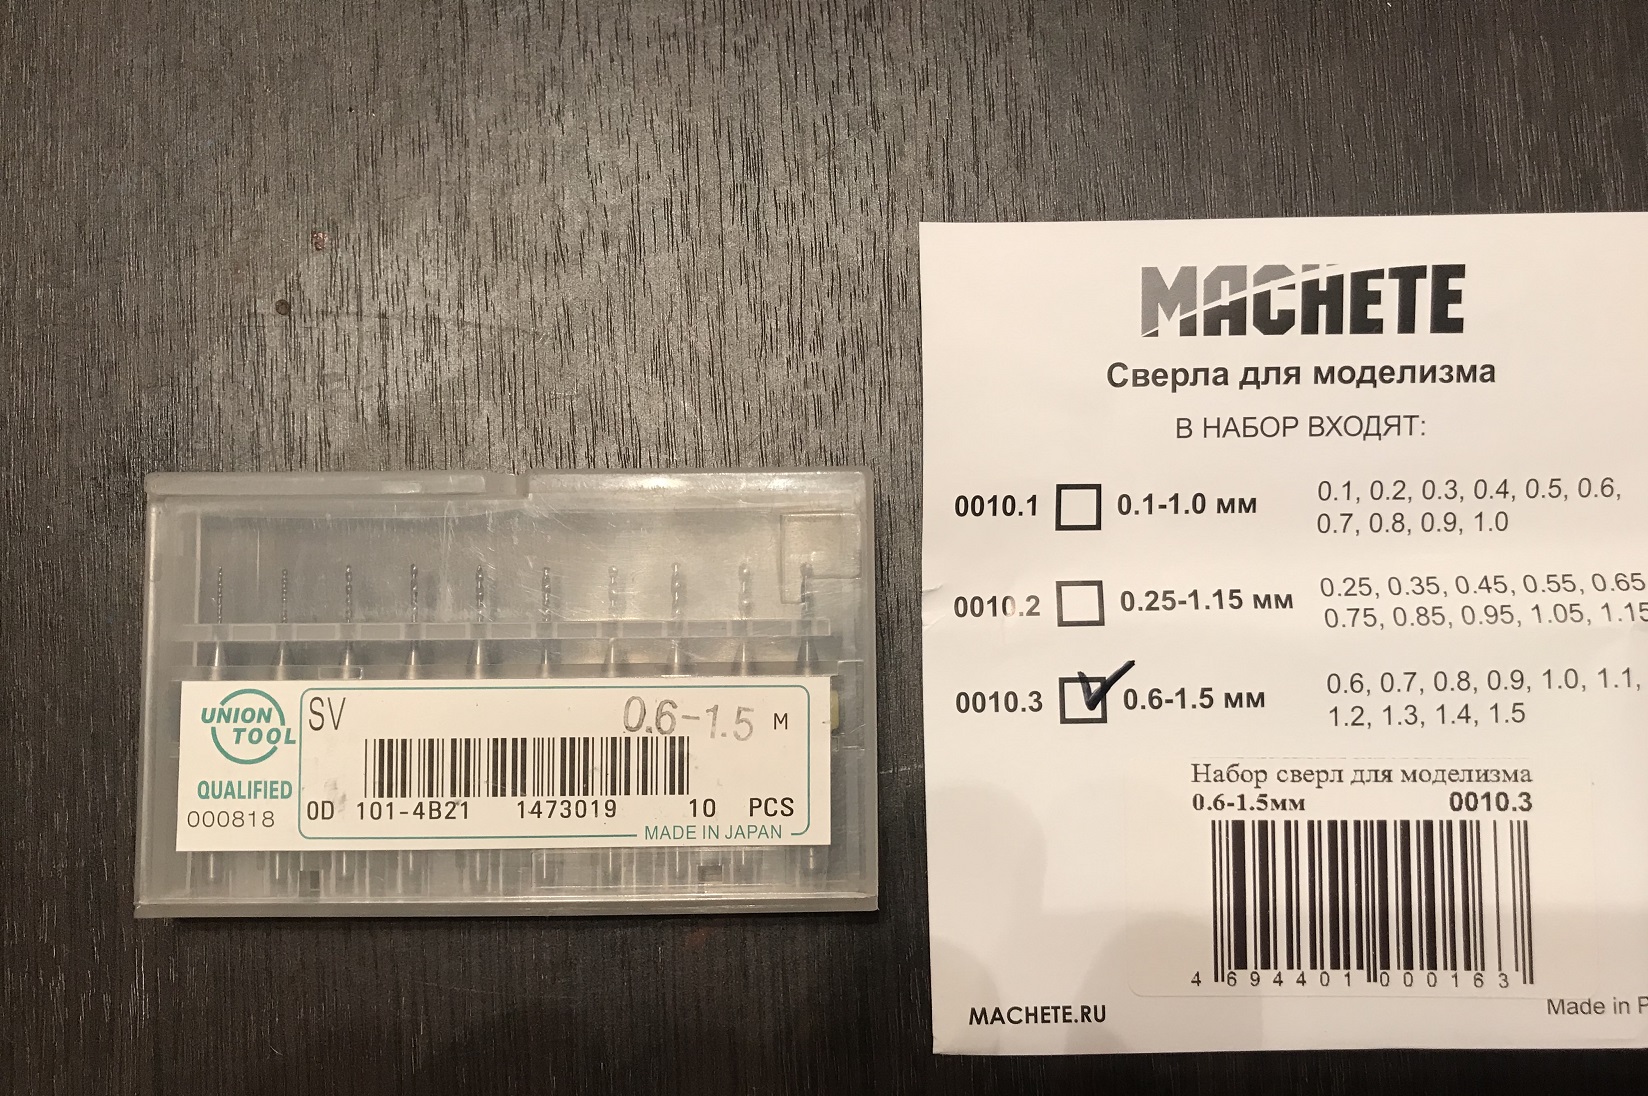 UNION
TOOL
QUALIFIED
000818
SV
0.6-1.5 M
0D 101-4B21 1473019 10 PCS
MADE IN JAPAN
MACHETE
Сверла для моделизма
В НАБОР ВХОДЯТ:
0010.1 0.1-1.0 мм 0.1, 0.2, 0.3, 0.4, 0.5, 0.6,
0.7, 0.8, 0.9, 1.0
0010.2 0.25-1.15 мм 0.25, 0.35, 0.45, 0.55, 0.65
0.75, 0.85, 0.95, 1.05, 1.15
0010.3 0.6-1.5 мм 0.6, 0.7, 0.8, 0.9, 1.0, 1.1,
1.2, 1.3, 1.4, 1.5
Набор сверл для моделизма
0.6-1.5мм 0010.3
4 694401 000163
MACHETE.RU
Made in